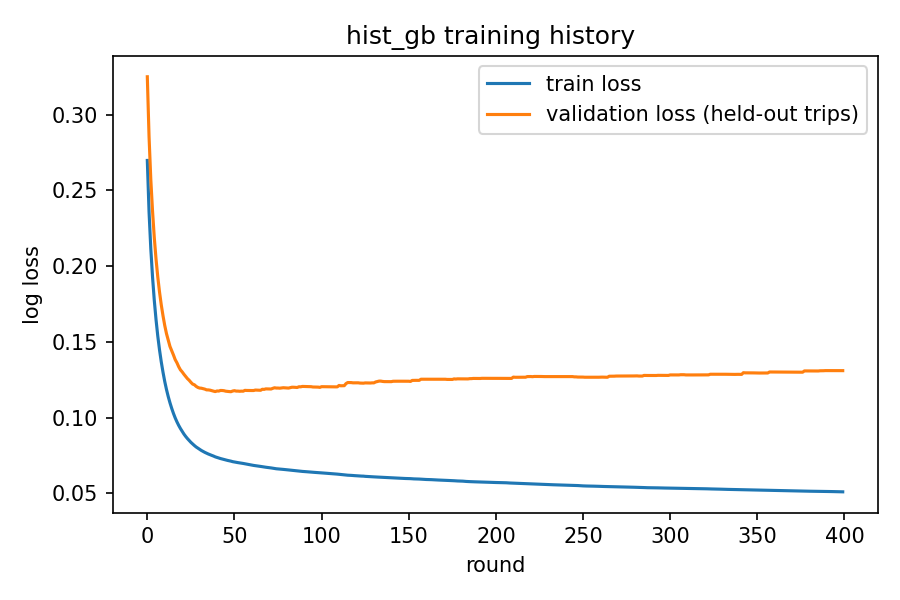 hist_gb training history
train loss
validation loss (held-out trips)
0.30
0.25
0.20
0.15
0.10
0.05
log loss
0 50 100 150 200 250 300 350 400
round